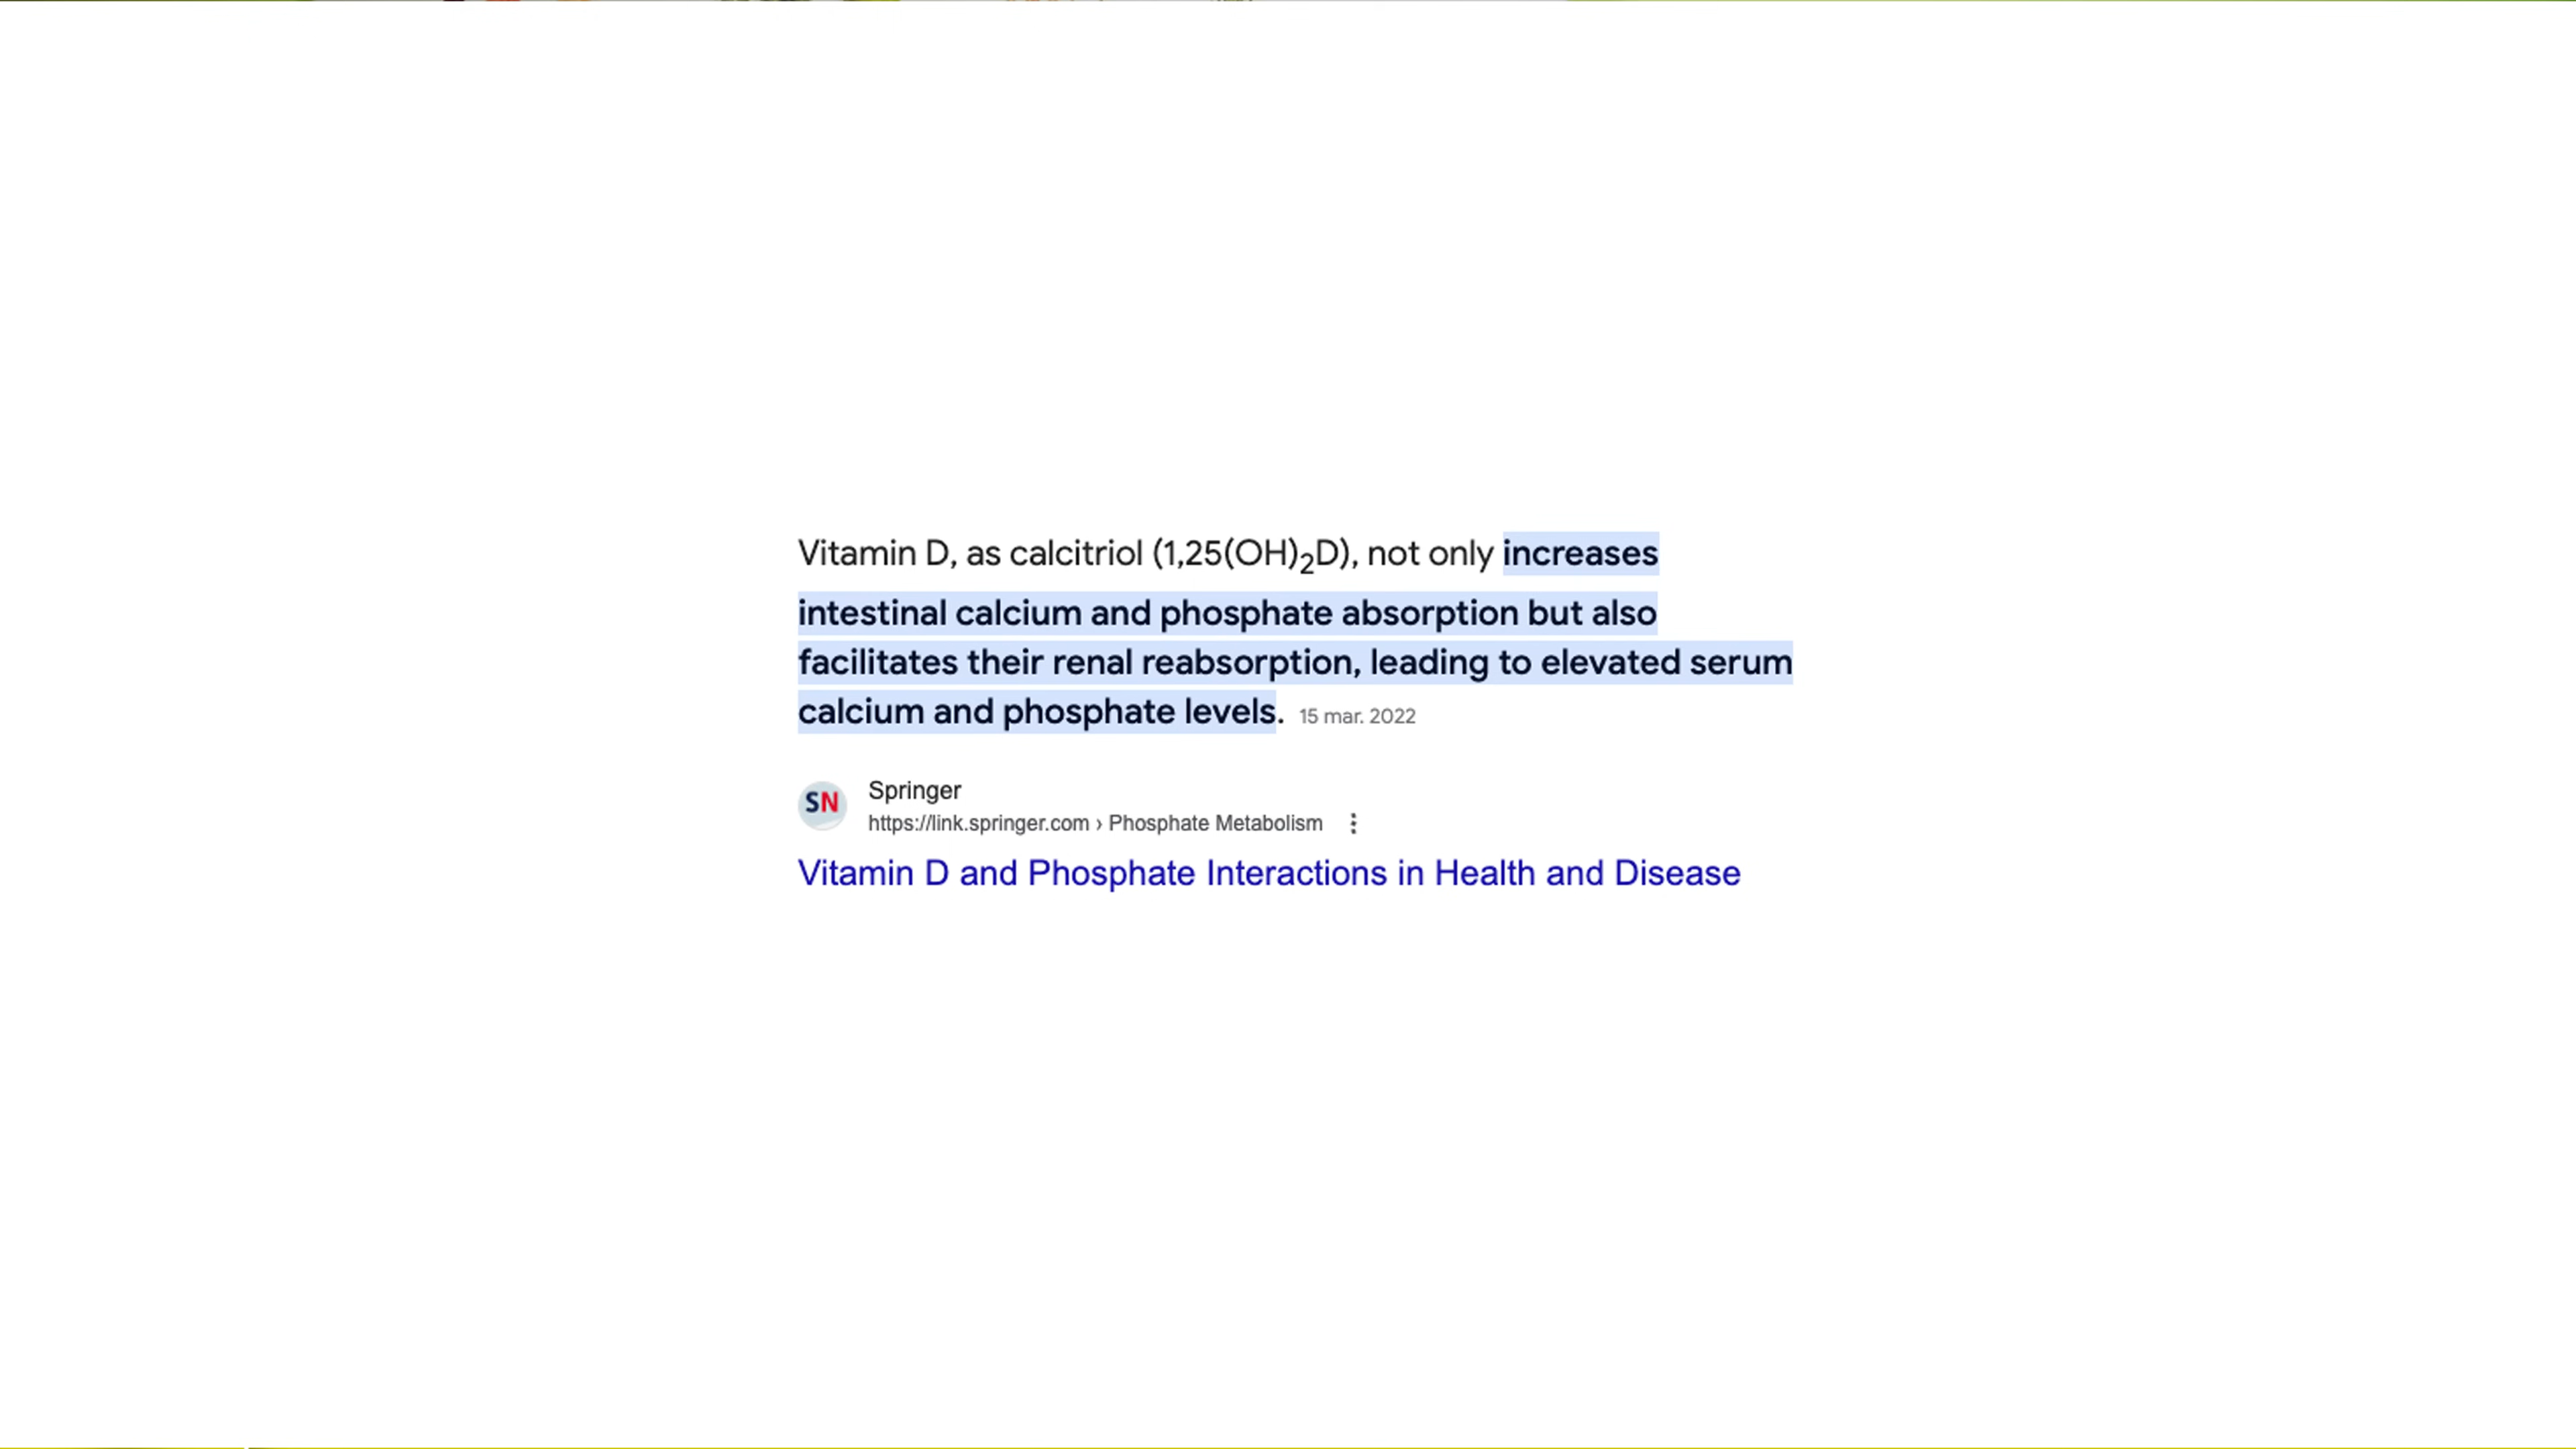 Vitamin D, as calcitriol (1,25(OH)₂D), not only increases
intestinal calcium and phosphate absorption but also
facilitates their renal reabsorption, leading to elevated serum
calcium and phosphate levels. 15 mar. 2022
SN
Springer
https://link.springer.com › Phosphate Metabolism
Vitamin D and Phosphate Interactions in Health and Disease